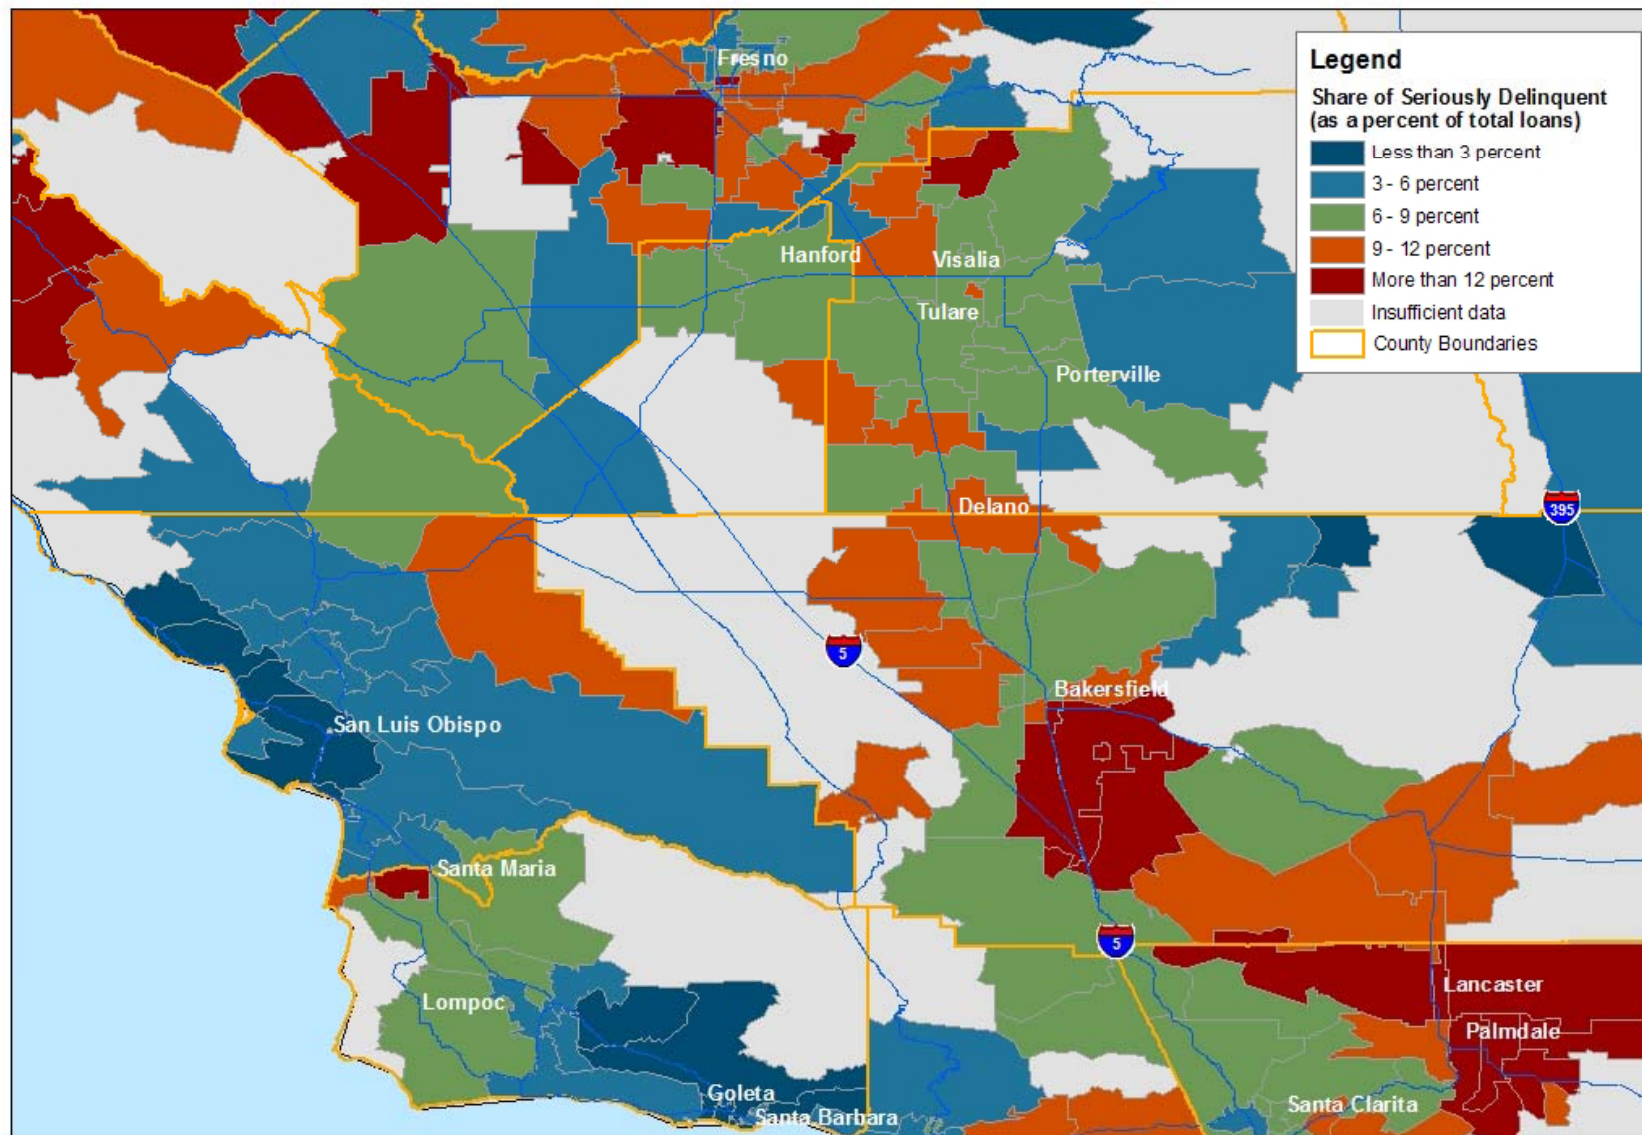 Fresno
Legend
Share of Seriously Delinquent
(as a percent of total loans)
Less than 3 percent
3 - 6 percent
6 - 9 percent
9 - 12 percent
More than 12 percent
Insufficient data
County Boundaries
Hanford
Visalia
Tulare
Porterville
Delano
395
5
Bakersfield
San Luis Obispo
Santa Maria
5
Lancaster
Lompoc
Palmdale
Goleta
Santa Clarita
Santa Barbara